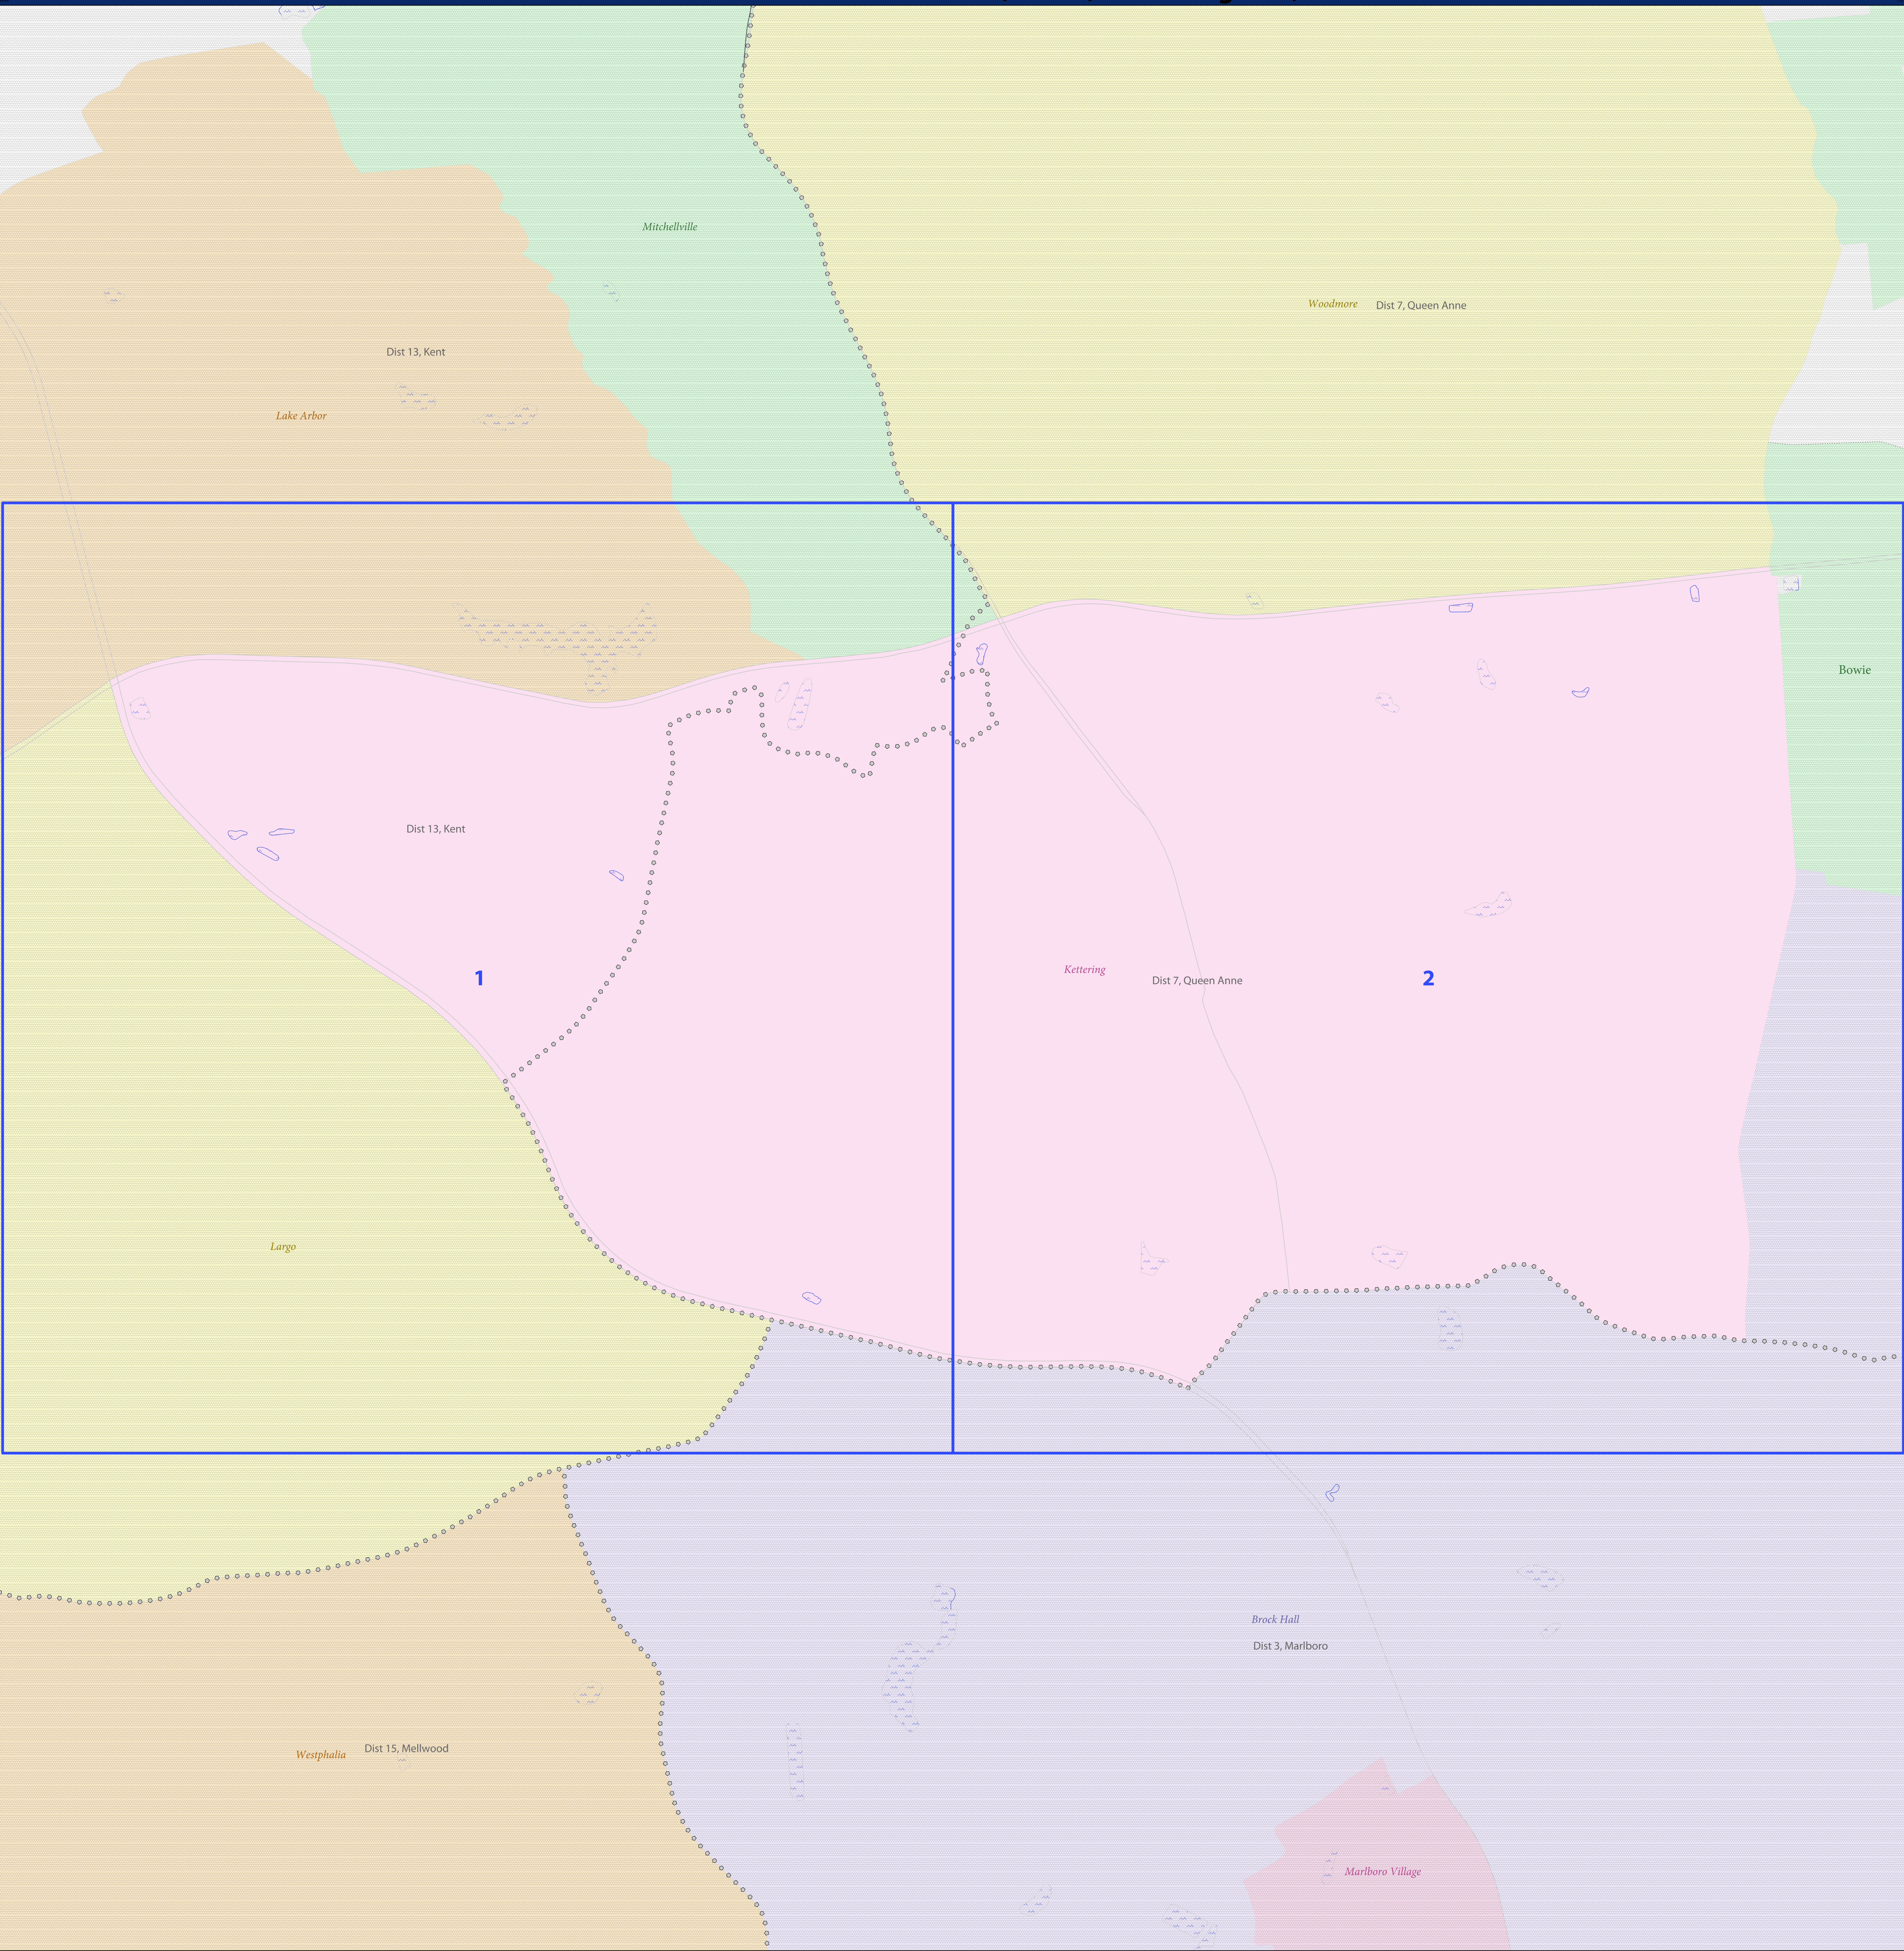 Mitchellville
Woodmore
Dist 7, Queen Anne
Dist 13, Kent
Lake Arbor
Bowie
Dist 13, Kent
1
Kettering
Dist 7, Queen Anne
2
Largo
Brock Hall
Dist 3, Marlboro
Westphalia
Dist 15, Mellwood
Marlboro Village